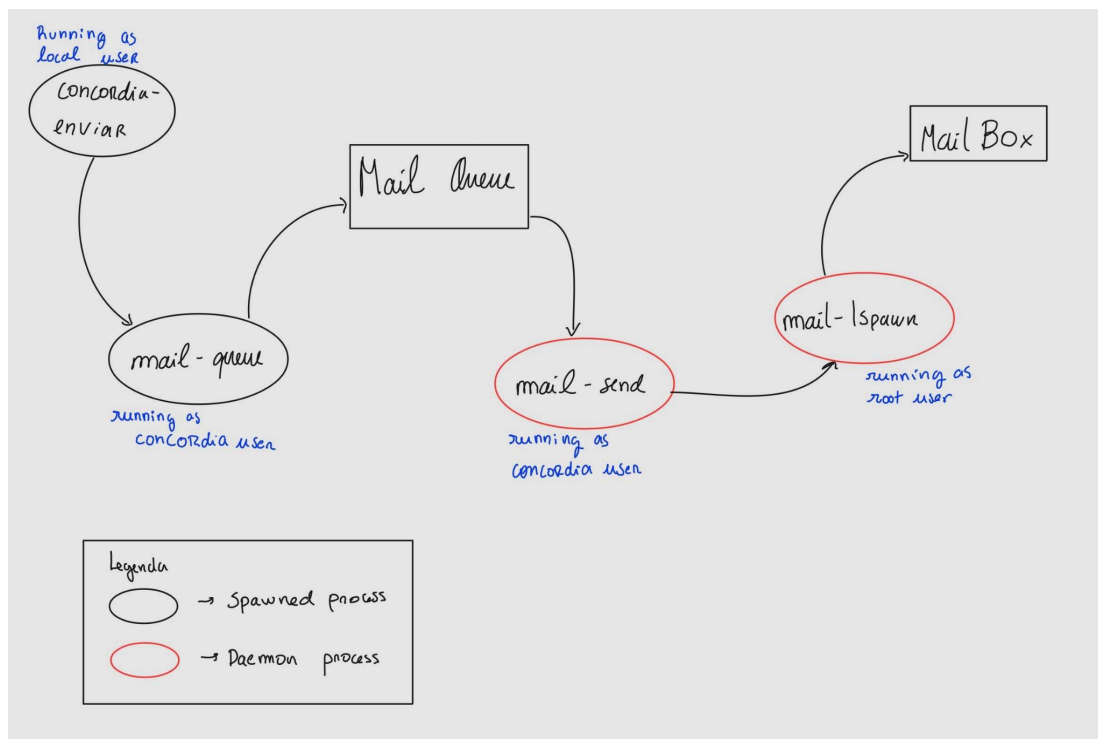 Running as
local user
concordia-
enviar
Mail Queue
Mail Box
mail-queue
running as
concordia user
mail-send
running as
concordia user
mail-lspawn
running as
root user
Legenda
→ Spawned process
→ Daemon process